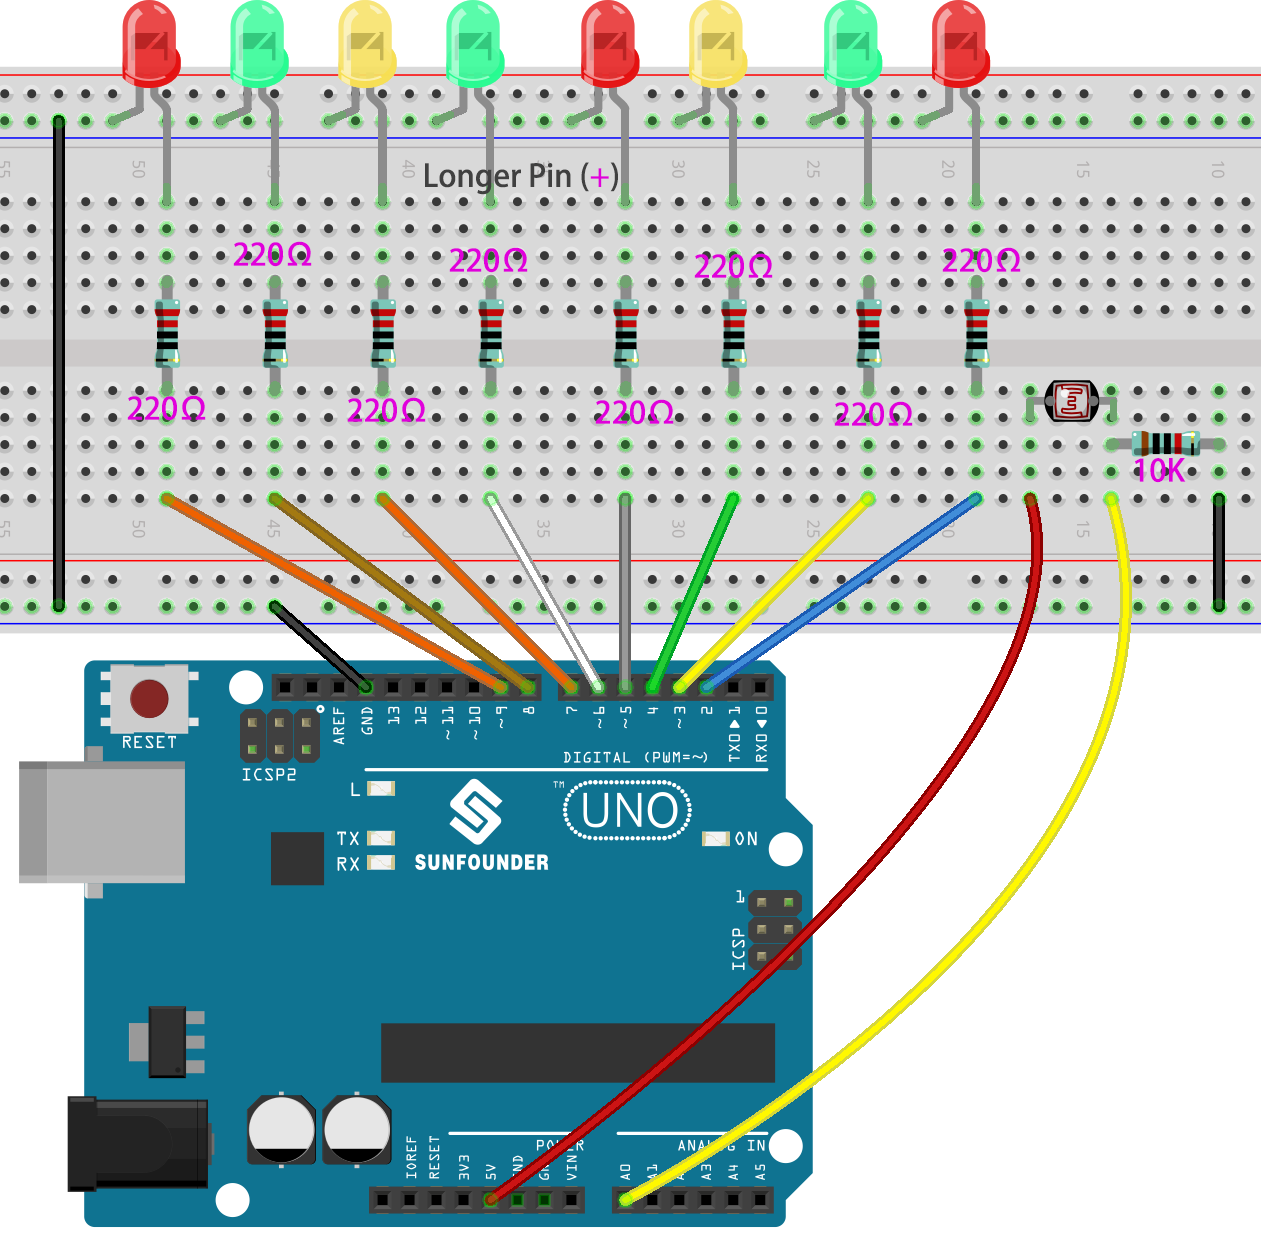 55 50 45 40 35 30 25 20 15 10
Longer Pin (+)
220Ω 220Ω 220Ω 220Ω
220Ω 220Ω 220Ω 220Ω
10K
55 50 45 35 30 25 20 15
RESET
ICSP2
AREF GND 13 12 ~11 ~10 ~9 8 7 ~6 ~5 4 ~3 2 TX0▶1 RX0◀0
DIGITAL (PWM=~)
L
TX
RX
SUNFOUNDER
™
UNO
ON
1
ICSP
POWER
ANALOG IN
IOREF RESET 3V3 5V GND GND VIN A0 A1 A3 A4 A5